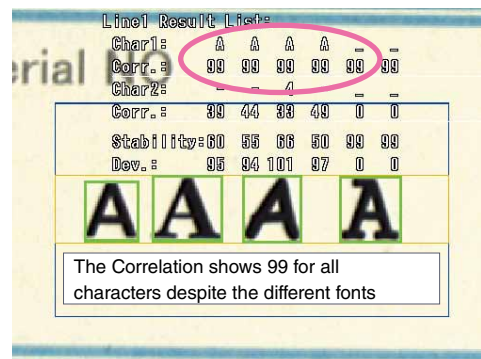 Line1 Result List:
Char1: A A A A _ _
Corr.: 99 99 99 99 99 99
erial NO
Char2: - - 4 _ _
Corr.: 39 44 33 49 0 0
Stability:60 55 66 50 99 99
Dev.: 95 94 101 97 0 0
A A A A
The Correlation shows 99 for all
characters despite the different fonts